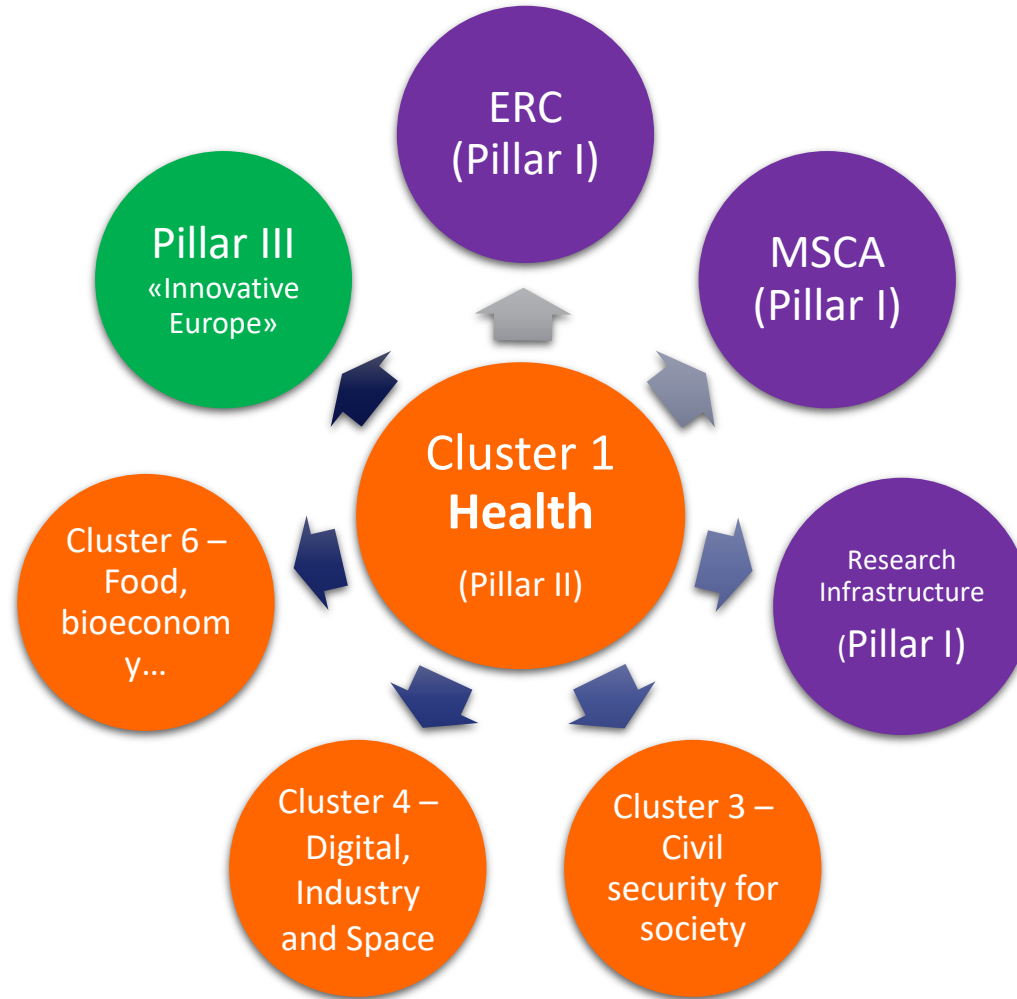 ERC
(Pillar I)
MSCA
(Pillar I)
Research
Infrastructure
(Pillar I)
Cluster 3 –
Civil
security for
society
Cluster 4 –
Digital,
Industry
and Space
Cluster 6 –
Food,
bioeconom
y...
Pillar III
«Innovative
Europe»
Cluster 1
Health
(Pillar II)